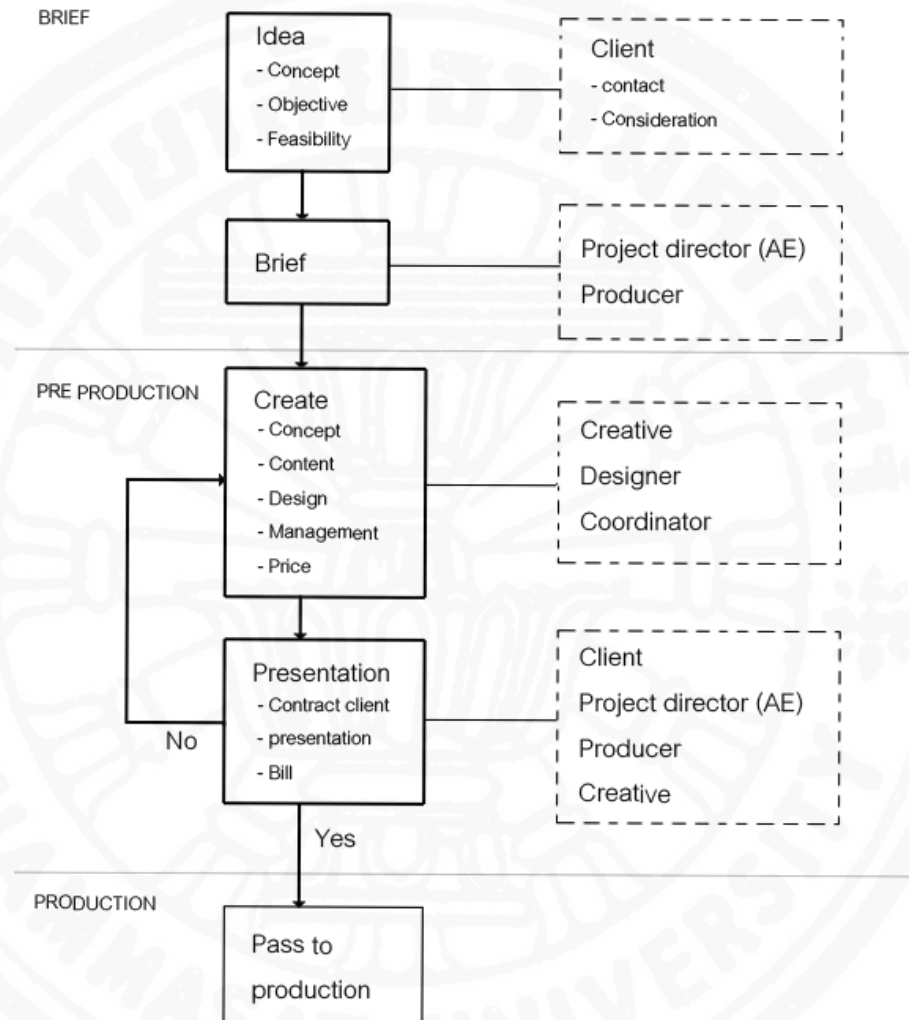 BRIEF
Idea
- Concept
- Objective
- Feasibility
Client
- contact
- Consideration
Brief
Project director (AE)
Producer
PRE PRODUCTION
Create
- Concept
- Content
- Design
- Management
- Price
Creative
Designer
Coordinator
Presentation
- Contract client
- presentation
- Bill
Client
Project director (AE)
Producer
Creative
No
Yes
PRODUCTION
Pass to
production